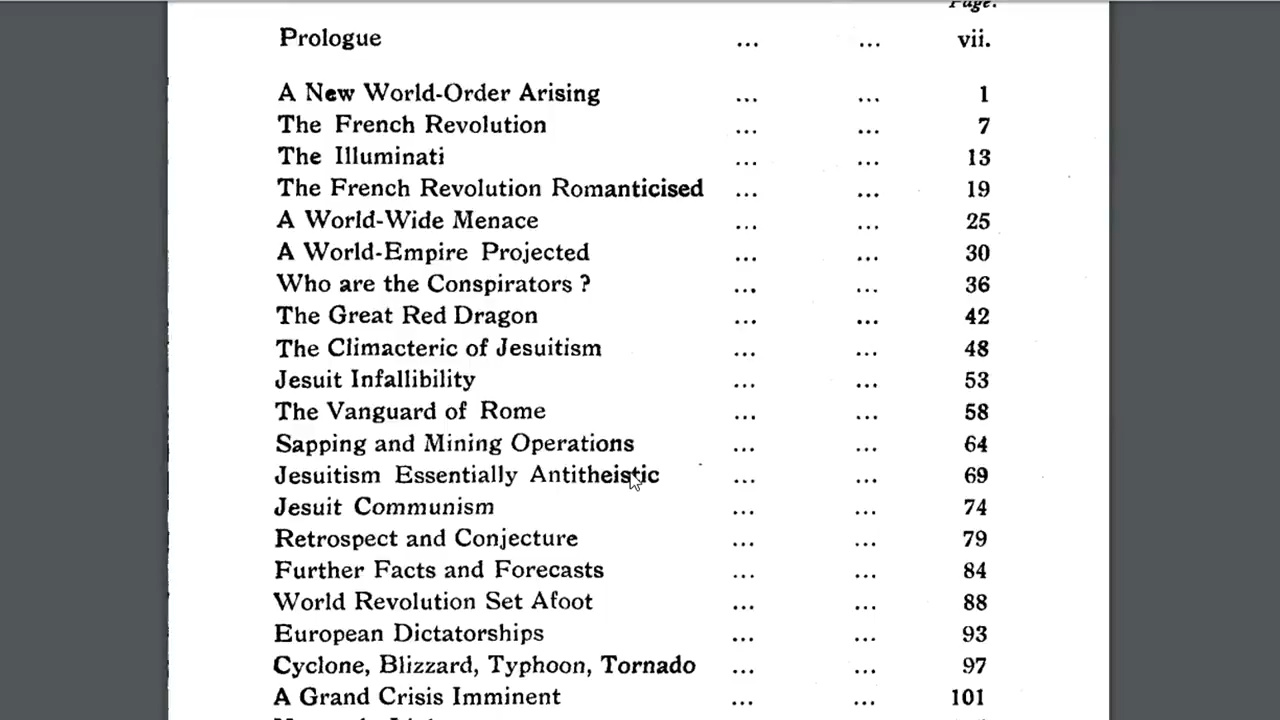 Page.
Prologue ... ... vii.
A New World-Order Arising ... ... 1
The French Revolution ... ... 7
The Illuminati ... ... 13
The French Revolution Romanticised ... ... 19
A World-Wide Menace ... ... 25
A World-Empire Projected ... ... 30
Who are the Conspirators ? ... ... 36
The Great Red Dragon ... ... 42
The Climacteric of Jesuitism ... ... 48
Jesuit Infallibility ... ... 53
The Vanguard of Rome ... ... 58
Sapping and Mining Operations ... ... 64
Jesuitism Essentially Antitheistic ... ... 69
Jesuit Communism ... ... 74
Retrospect and Conjecture ... ... 79
Further Facts and Forecasts ... ... 84
World Revolution Set Afoot ... ... 88
European Dictatorships ... ... 93
Cyclone, Blizzard, Typhoon, Tornado ... ... 97
A Grand Crisis Imminent ... ... 101